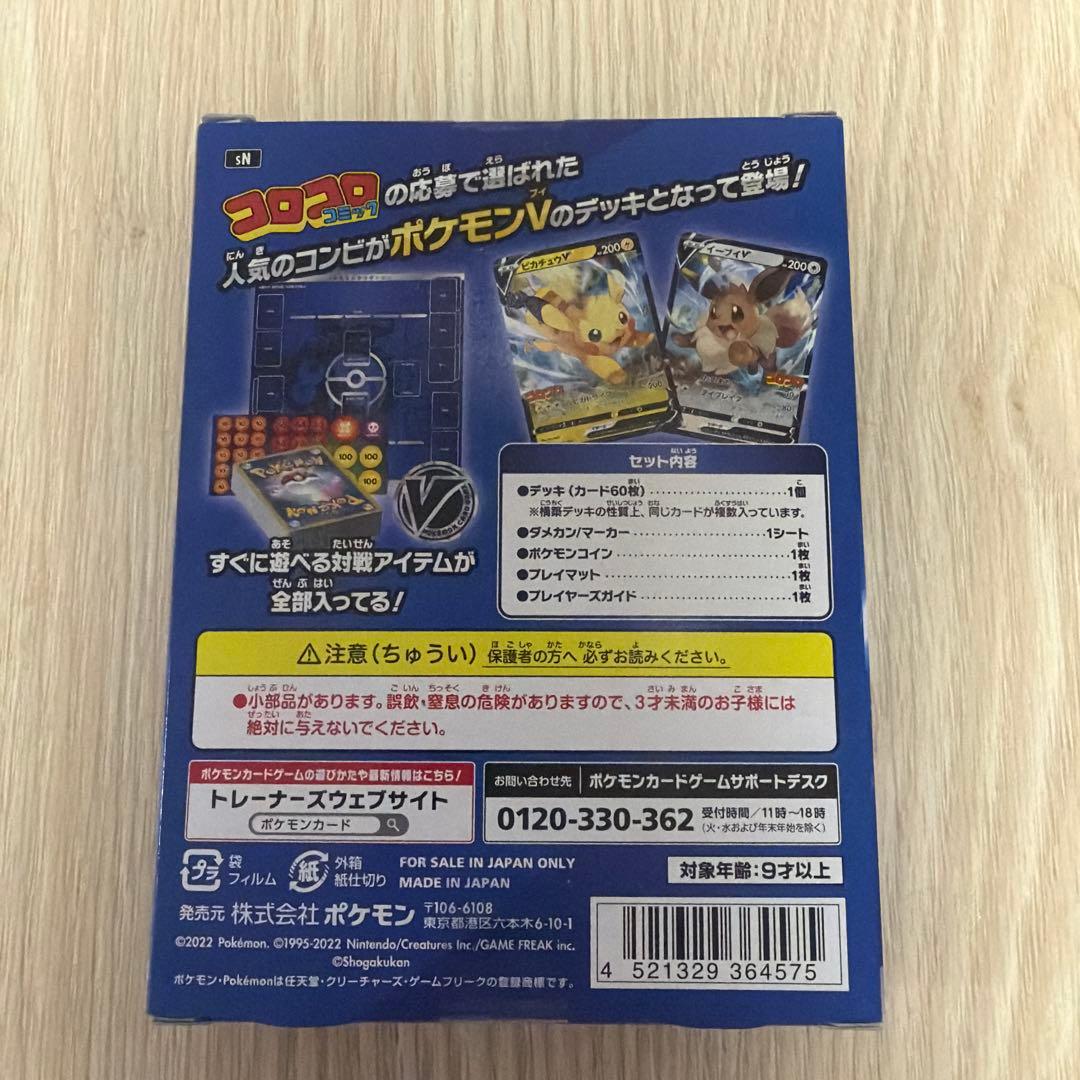 sN
コロコロコミックの応募で選ばれた
人気のコンビがポケモンVのデッキとなって登場!
ピカチュウV
200
イーブイV
200
コロコロ
200
コロコロ
テイブレイク
80
100
100
100
V
すぐに遊べる対戦アイテムが
全部入ってる!
セット内容
●デッキ(カード60枚)……1個
※構築デッキの性質上、同じカードが複数入っています。
●ダメカン/マーカー……1シート
●ポケモンコイン……1枚
●プレイマット……1枚
●プレイヤーズガイド……1枚
⚠注意(ちゅうい) 保護者の方へ 必ずお読みください。
●小部品があります。誤飲・窒息の危険がありますので、3才未満のお子様には
絶対に与えないでください。
ポケモンカードゲームの遊びかたや最新情報はこちら!
トレーナーズウェブサイト
ポケモンカード
お問い合わせ先 ポケモンカードゲームサポートデスク
0120-330-362 受付時間/11時~18時
(火・水および年末年始を除く)
プラ 袋 フィルム
紙 外箱 紙仕切り
FOR SALE IN JAPAN ONLY
MADE IN JAPAN
対象年齢:9才以上
発売元 株式会社 ポケモン 〒106-6108
東京都港区六本木6-10-1
©2022 Pokémon. ©1995-2022 Nintendo/Creatures Inc./GAME FREAK inc.
©Shogakukan
ポケモン・Pokémonは任天堂・クリーチャーズ・ゲームフリークの登録商標です。
4 521329 364575